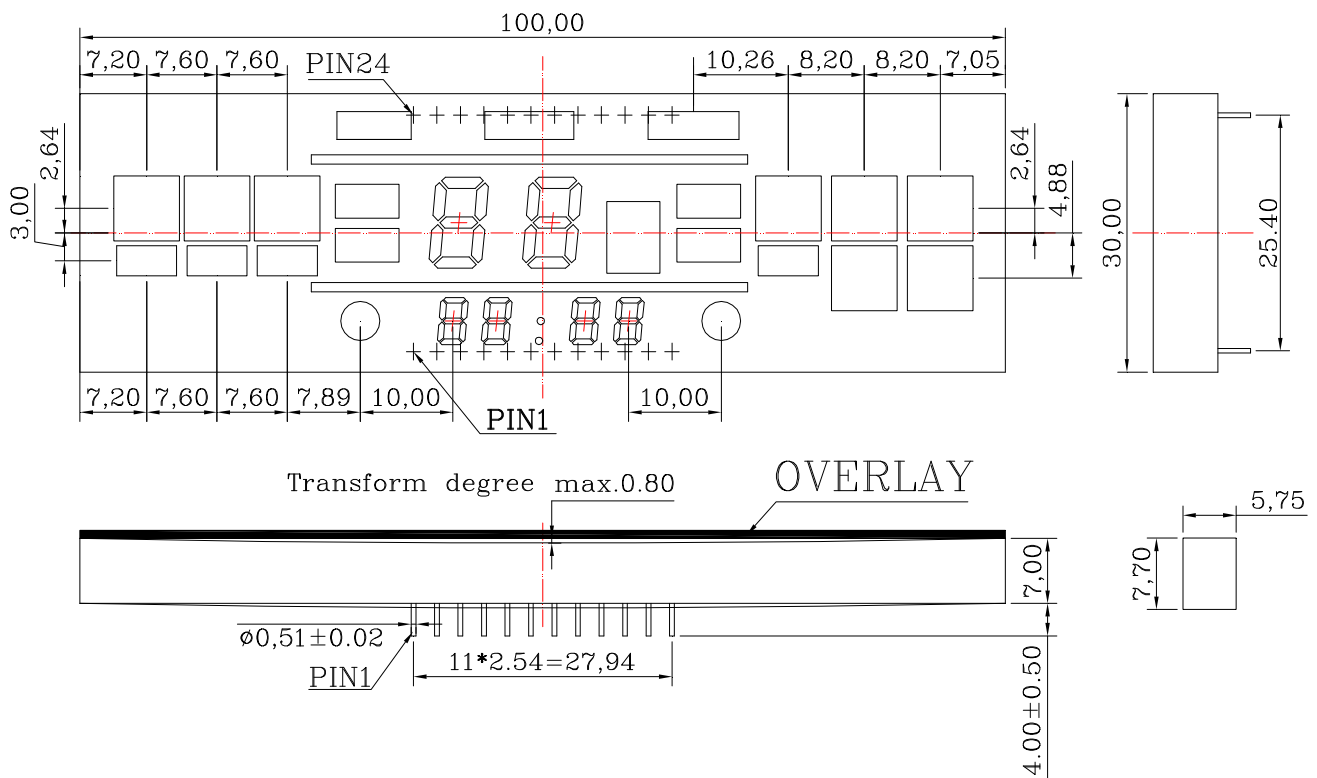 100,00
7,20 7,60 7,60 PIN24 10,26 8,20 8,20 7,05
2,64 2,64
3,00 4,88 30,00 25.40
7,20 7,60 7,60 7,89 10,00 PIN1 10,00
Transform degree max.0.80 OVERLAY
5,75
7,00 7,70
ø0,51±0.02
PIN1 11*2.54=27,94
4.00±0.50